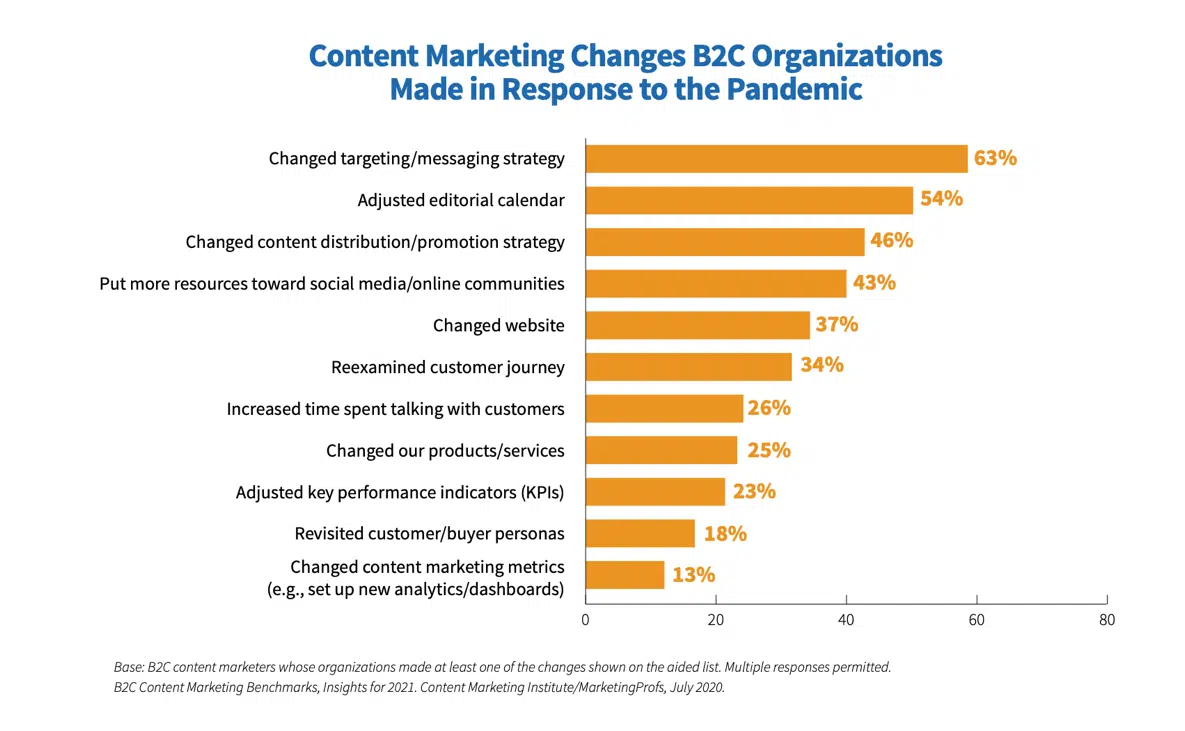 Content Marketing Changes B2C Organizations
Made in Response to the Pandemic
Changed targeting/messaging strategy 63%
Adjusted editorial calendar 54%
Changed content distribution/promotion strategy 46%
Put more resources toward social media/online communities 43%
Changed website 37%
Reexamined customer journey 34%
Increased time spent talking with customers 26%
Changed our products/services 25%
Adjusted key performance indicators (KPIs) 23%
Revisited customer/buyer personas 18%
Changed content marketing metrics
(e.g., set up new analytics/dashboards) 13%
0 20 40 60 80
Base: B2C content marketers whose organizations made at least one of the changes shown on the aided list. Multiple responses permitted.
B2C Content Marketing Benchmarks, Insights for 2021. Content Marketing Institute/MarketingProfs, July 2020.